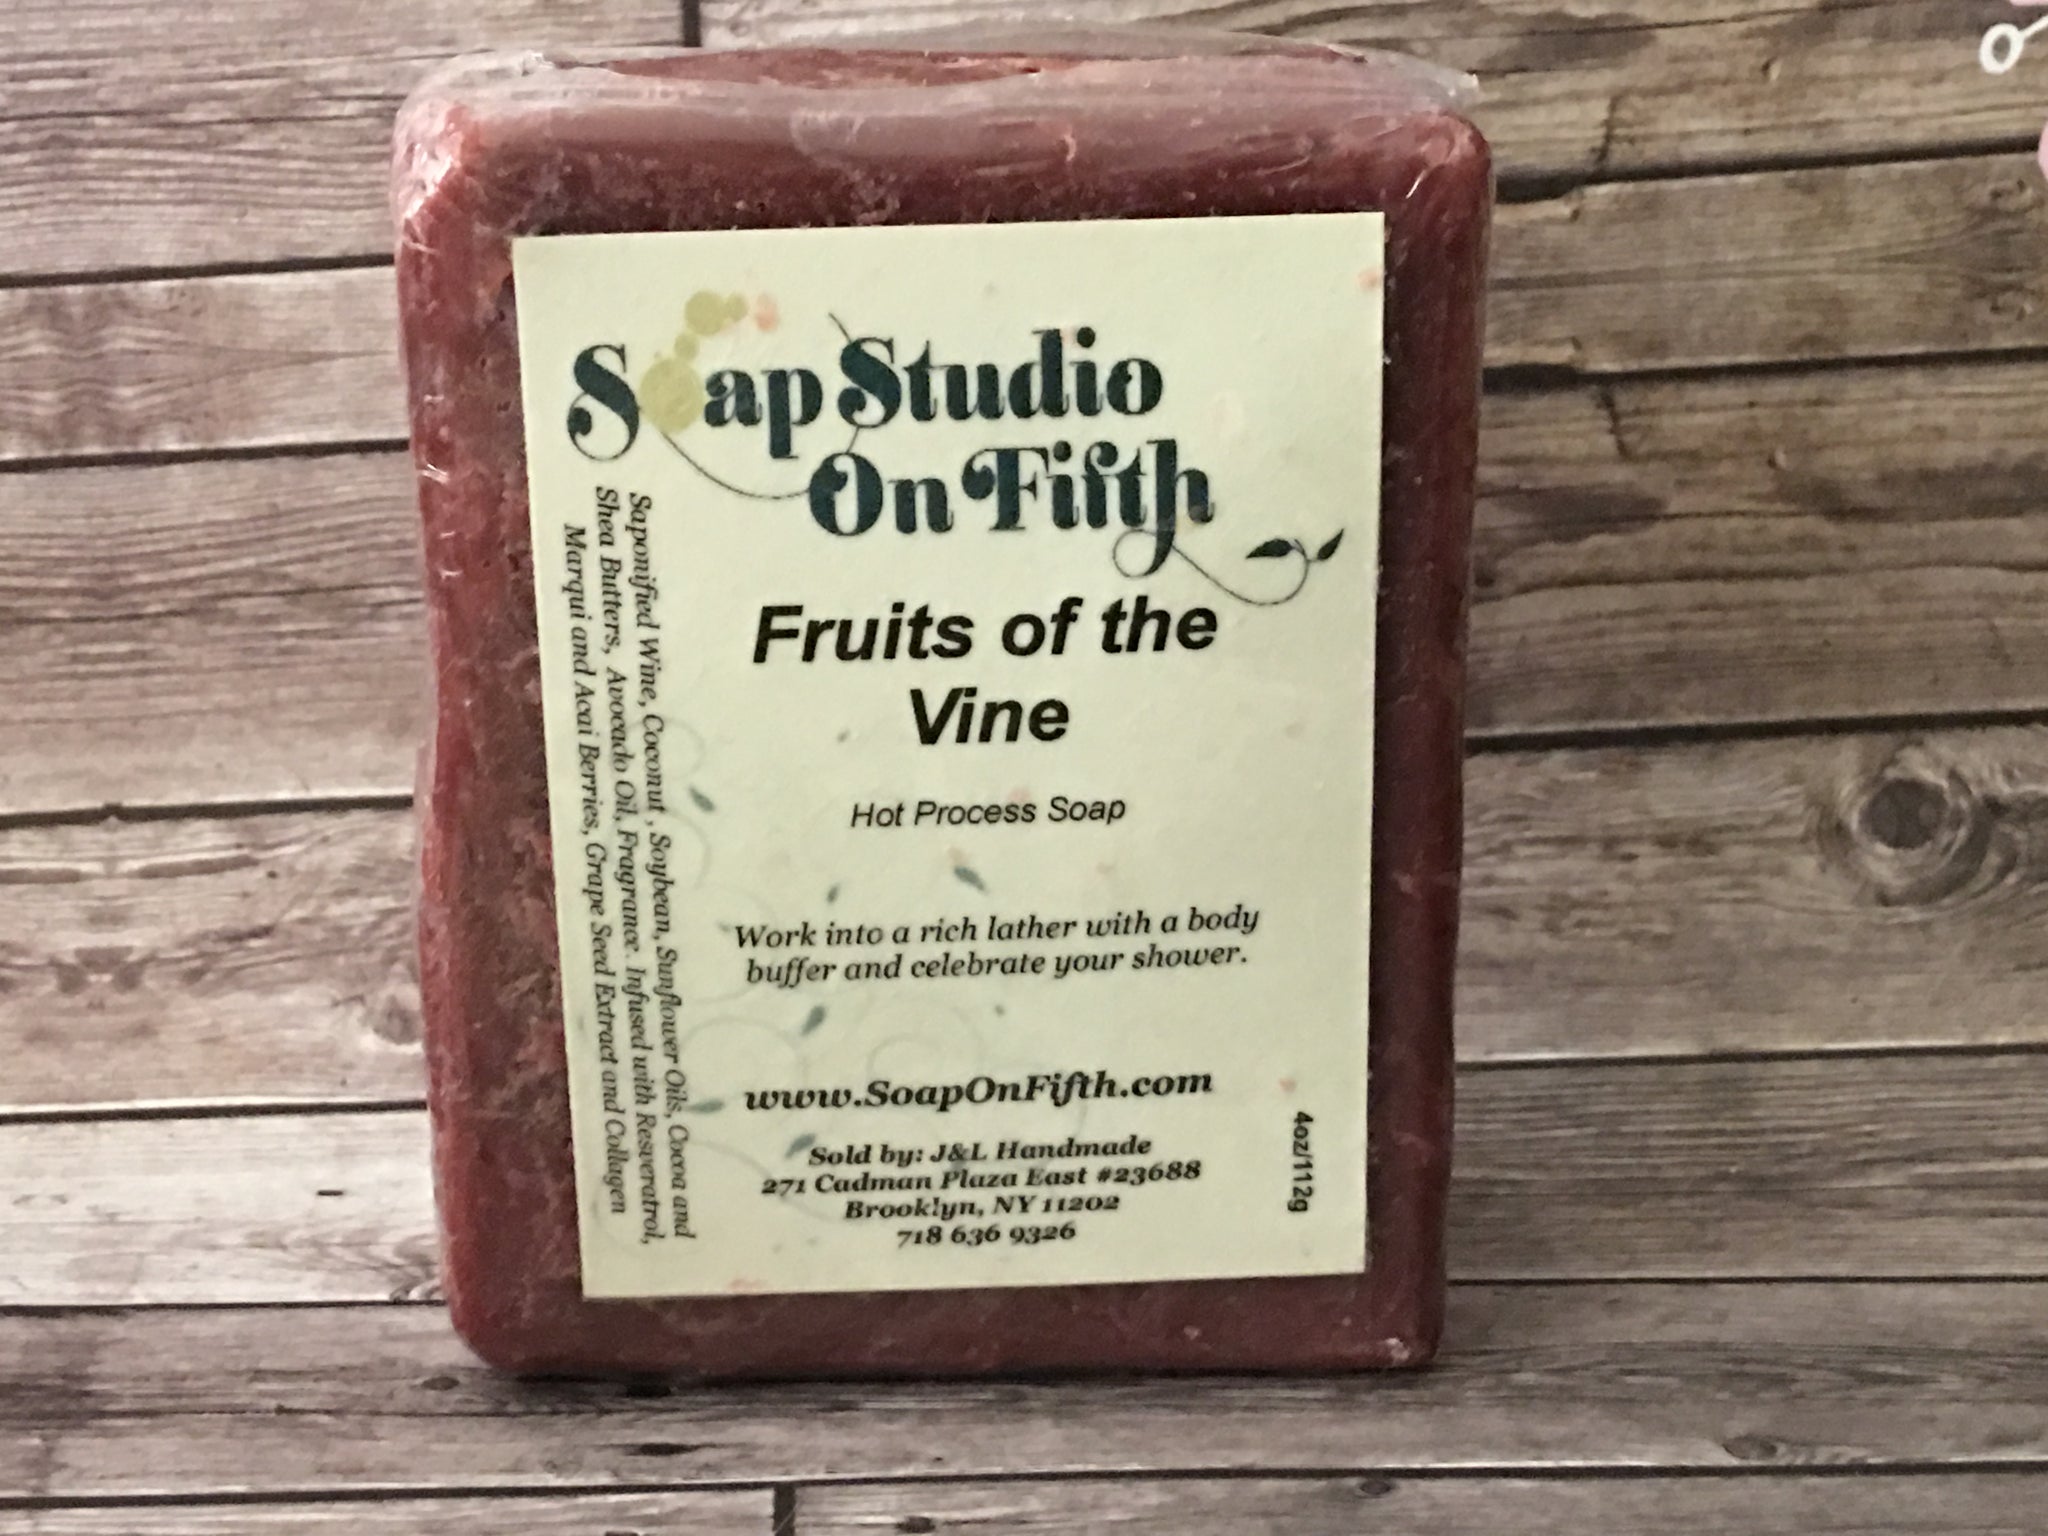 Soap Studio
On Fifth
Fruits of the
Vine
Hot Process Soap
Work into a rich lather with a body
buffer and celebrate your shower.
www.SoapOnFifth.com
Sold by: J&L Handmade
271 Cadman Plaza East #23688
Brooklyn, NY 11202
718 636 9326
Saponified Wine, Coconut , Soybean, Sunflower Oils, Cocoa and
Shea Butters, Avocado Oil, Fragrance. Infused with Resveratrol,
Marqui and Acai Berries, Grape Seed Extract and Collagen
4oz/112g